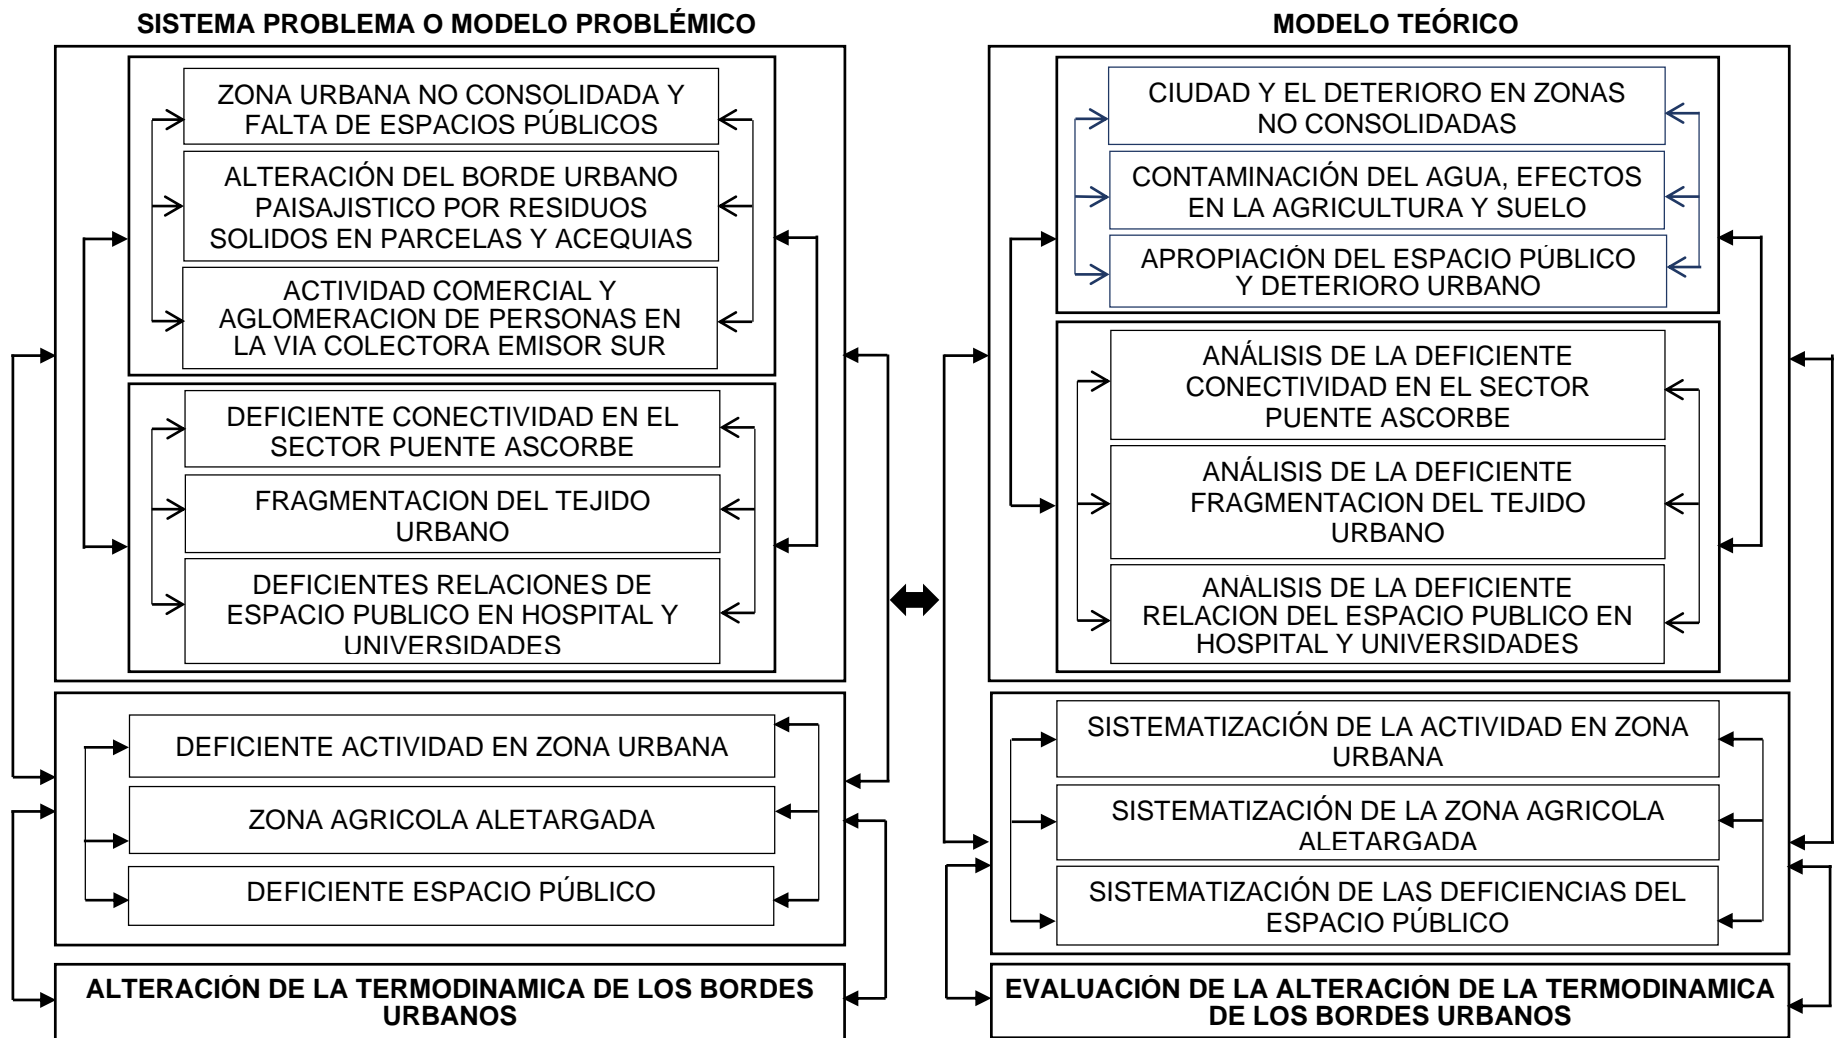 SISTEMA PROBLEMA O MODELO PROBLÉMICO
ZONA URBANA NO CONSOLIDADA Y
FALTA DE ESPACIOS PÚBLICOS
ALTERACIÓN DEL BORDE URBANO
PAISAJISTICO POR RESIDUOS
SOLIDOS EN PARCELAS Y ACEQUIAS
ACTIVIDAD COMERCIAL Y
AGLOMERACION DE PERSONAS EN
LA VIA COLECTORA EMISOR SUR
DEFICIENTE CONECTIVIDAD EN EL
SECTOR PUENTE ASCORBE
FRAGMENTACION DEL TEJIDO
URBANO
DEFICIENTES RELACIONES DE
ESPACIO PUBLICO EN HOSPITAL Y
UNIVERSIDADES
DEFICIENTE ACTIVIDAD EN ZONA URBANA
ZONA AGRICOLA ALETARGADA
DEFICIENTE ESPACIO PÚBLICO
ALTERACIÓN DE LA TERMODINAMICA DE LOS BORDES
URBANOS
MODELO TEÓRICO
CIUDAD Y EL DETERIORO EN ZONAS
NO CONSOLIDADAS
CONTAMINACIÓN DEL AGUA, EFECTOS
EN LA AGRICULTURA Y SUELO
APROPIACIÓN DEL ESPACIO PÚBLICO
Y DETERIORO URBANO
ANÁLISIS DE LA DEFICIENTE
CONECTIVIDAD EN EL SECTOR
PUENTE ASCORBE
ANÁLISIS DE LA DEFICIENTE
FRAGMENTACION DEL TEJIDO
URBANO
ANÁLISIS DE LA DEFICIENTE
RELACION DEL ESPACIO PUBLICO EN
HOSPITAL Y UNIVERSIDADES
SISTEMATIZACIÓN DE LA ACTIVIDAD EN ZONA
URBANA
SISTEMATIZACIÓN DE LA ZONA AGRICOLA
ALETARGADA
SISTEMATIZACIÓN DE LAS DEFICIENCIAS DEL
ESPACIO PÚBLICO
EVALUACIÓN DE LA ALTERACIÓN DE LA TERMODINAMICA
DE LOS BORDES URBANOS